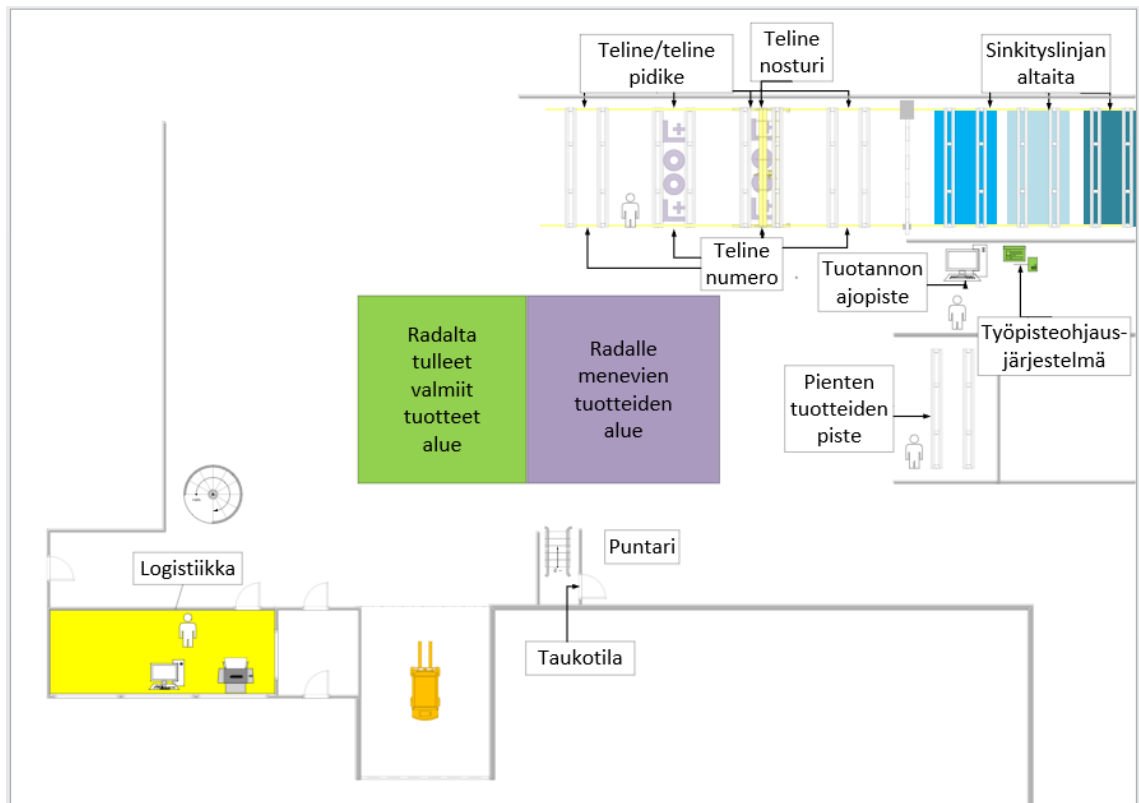 Teline/teline
pidike
Teline
nosturi
Sinkityslinjan
altaita
Teline
numero
Tuotannon
ajopiste
Työpisteohjaus-
järjestelmä
Radalta
tulleet
valmiit
tuotteet
alue
Radalle
menevien
tuotteiden
alue
Pienten
tuotteiden
piste
Puntari
Logistiikka
Taukotila